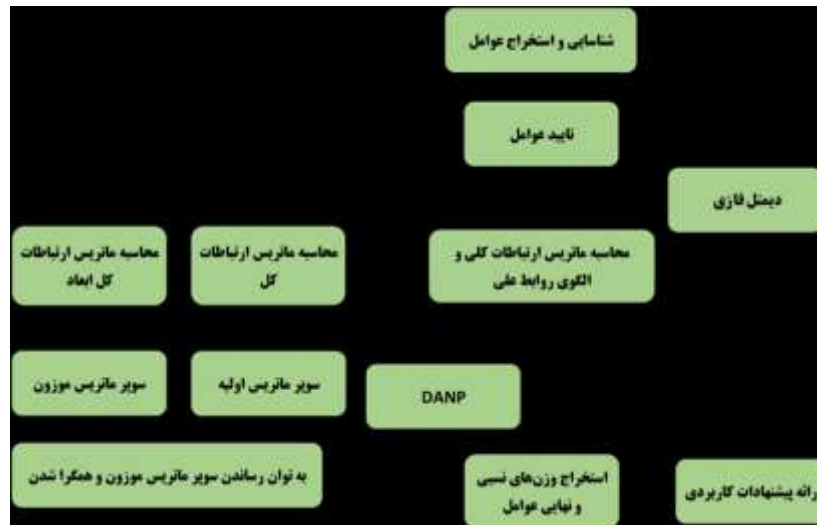 شناسایی و استخراج عوامل
تایید عوامل
دیمتل فازی
محاسبه ماتریس ارتباطات کلی و
الگوی روابط علی
محاسبه ماتریس ارتباطات
کل
محاسبه ماتریس ارتباطات
کل ابعاد
DANP
سوپر ماتریس اولیه
سوپر ماتریس موزون
رائه پیشنهادات کاربردی
استخراج وزن‌های نسبی
و نهایی عوامل
به توان رساندن سوپر ماتریس موزون و همگرا شدن